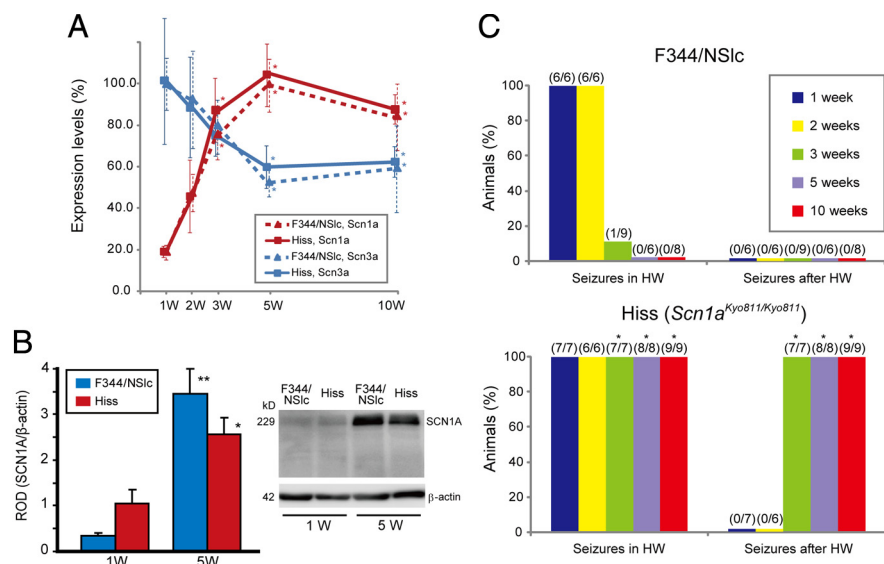 A
Expression levels (%)
100.0
80.0
60.0
40.0
20.0
0.0
1W 2W 3W 5W 10W
F344/NSlc, Scn1a
Hiss, Scn1a
F344/NSlc, Scn3a
Hiss, Scn3a
* * * * * * * *
B
ROD (SCN1A/β-actin)
4
3
2
1
0
F344/NSlc
Hiss
**
*
1W 5W
F344/ NSlc Hiss F344/ NSlc Hiss
kD
229 SCN1A
42 β-actin
1 W 5 W
C
F344/NSlc
Animals (%)
100
80
60
40
20
0
(6/6) (6/6) (1/9) (0/6) (0/8)
(0/6) (0/6) (0/9) (0/6) (0/8)
Seizures in HW Seizures after HW
1 week
2 weeks
3 weeks
5 weeks
10 weeks
Hiss (Scn1aKyo811/Kyo811)
Animals (%)
100
80
60
40
20
0
* * * * * *
(7/7) (6/6) (7/7) (8/8) (9/9)
(0/7) (0/6) (7/7) (8/8) (9/9)
Seizures in HW Seizures after HW